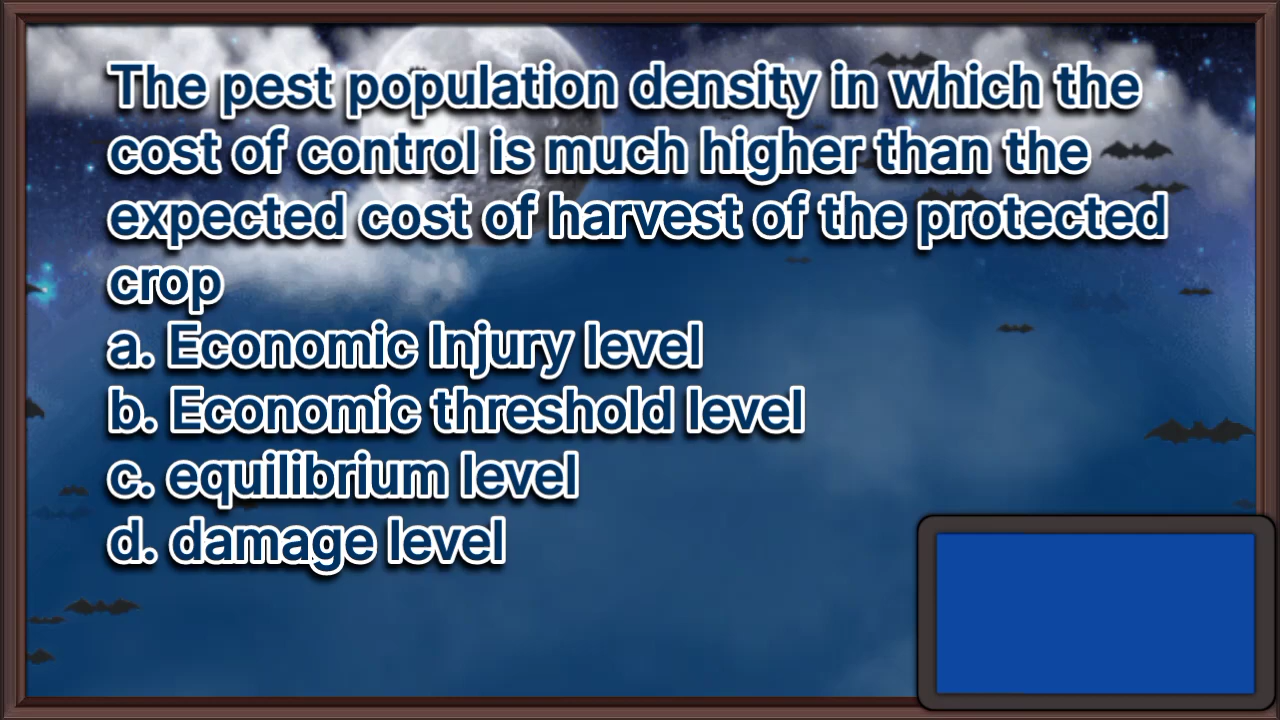 The pest population density in which the
cost of control is much higher than the
expected cost of harvest of the protected
crop
a. Economic Injury level
b. Economic threshold level
c. equilibrium level
d. damage level